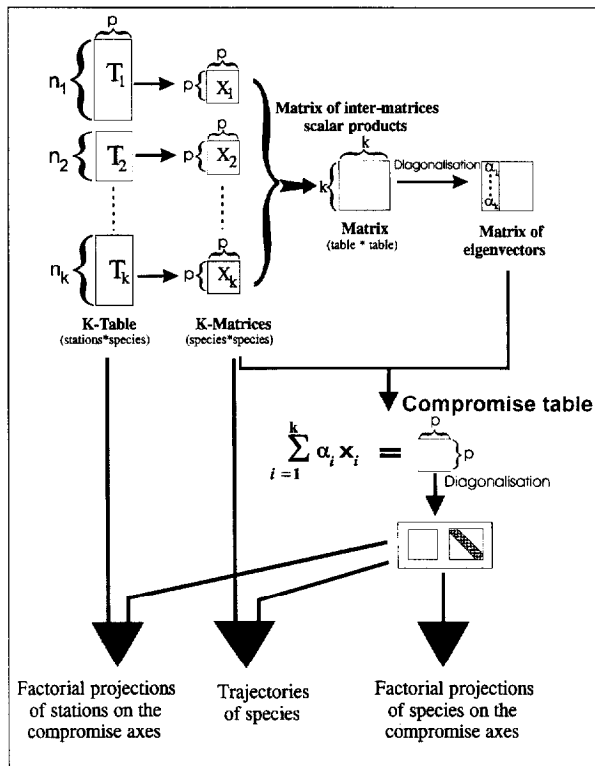 p
n1 T1 p X1
Matrix of inter-matrices
scalar products
p
n2 T2 p X2
k
k
Diagonalisation
αi
αk
Matrix
(table * table)
Matrix of
eigenvectors
p
nk Tk p Xk
K-Table
(stations*species)
K-Matrices
(species*species)
Compromise table
k
∑ αi xi =
i=1
p
p
Diagonalisation
Factorial projections
of stations on the
compromise axes
Trajectories
of species
Factorial projections
of species on the
compromise axes